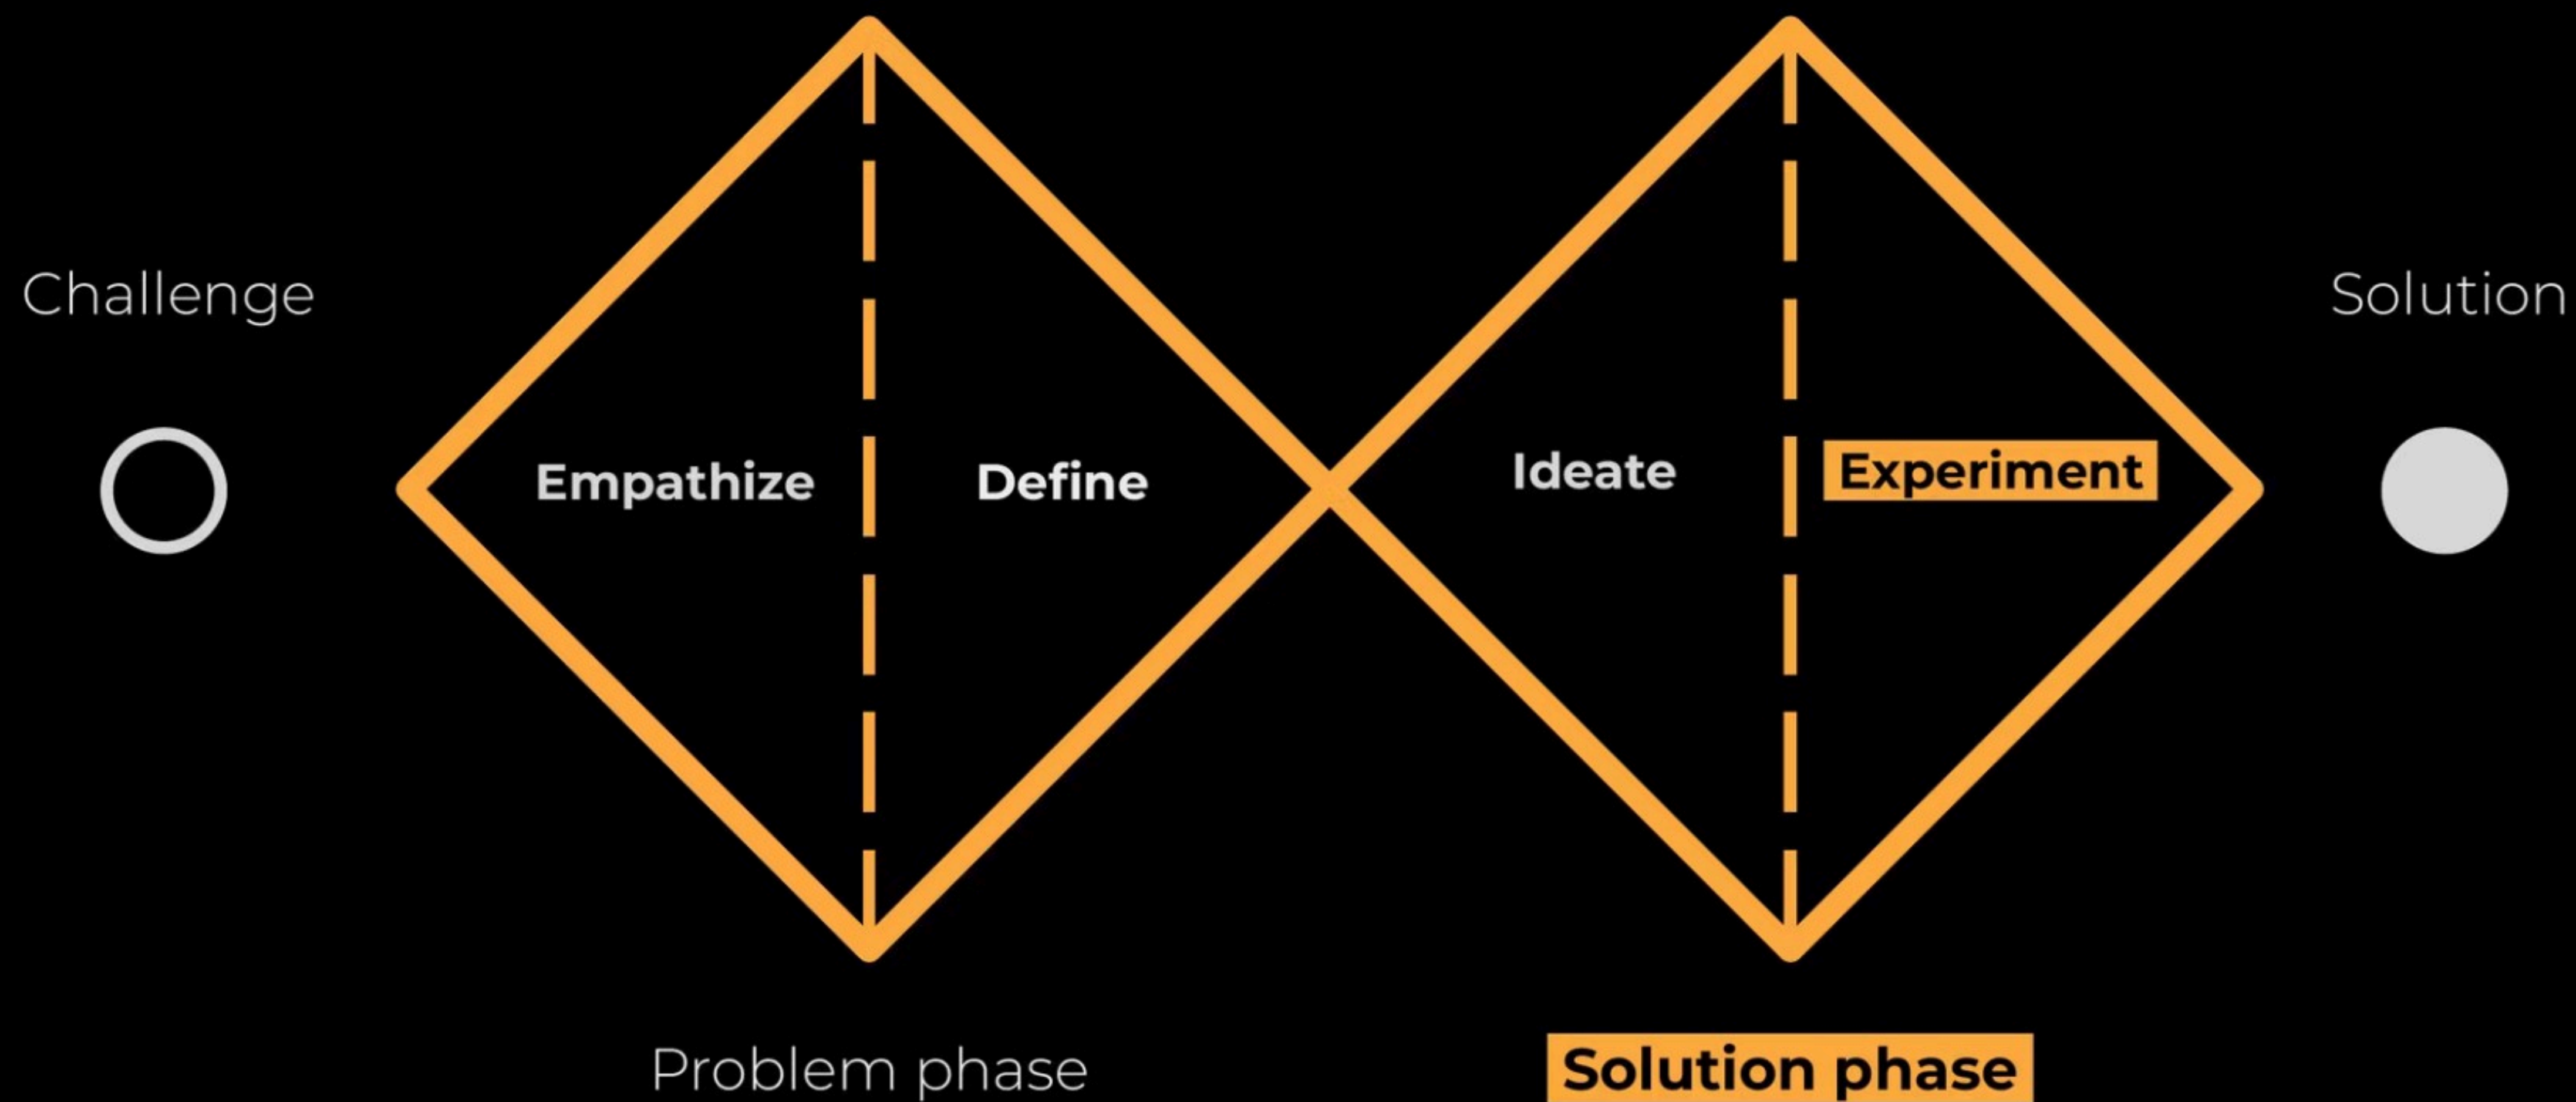 Challenge
Solution
Empathize
Define
Ideate
Experiment
Problem phase
Solution phase